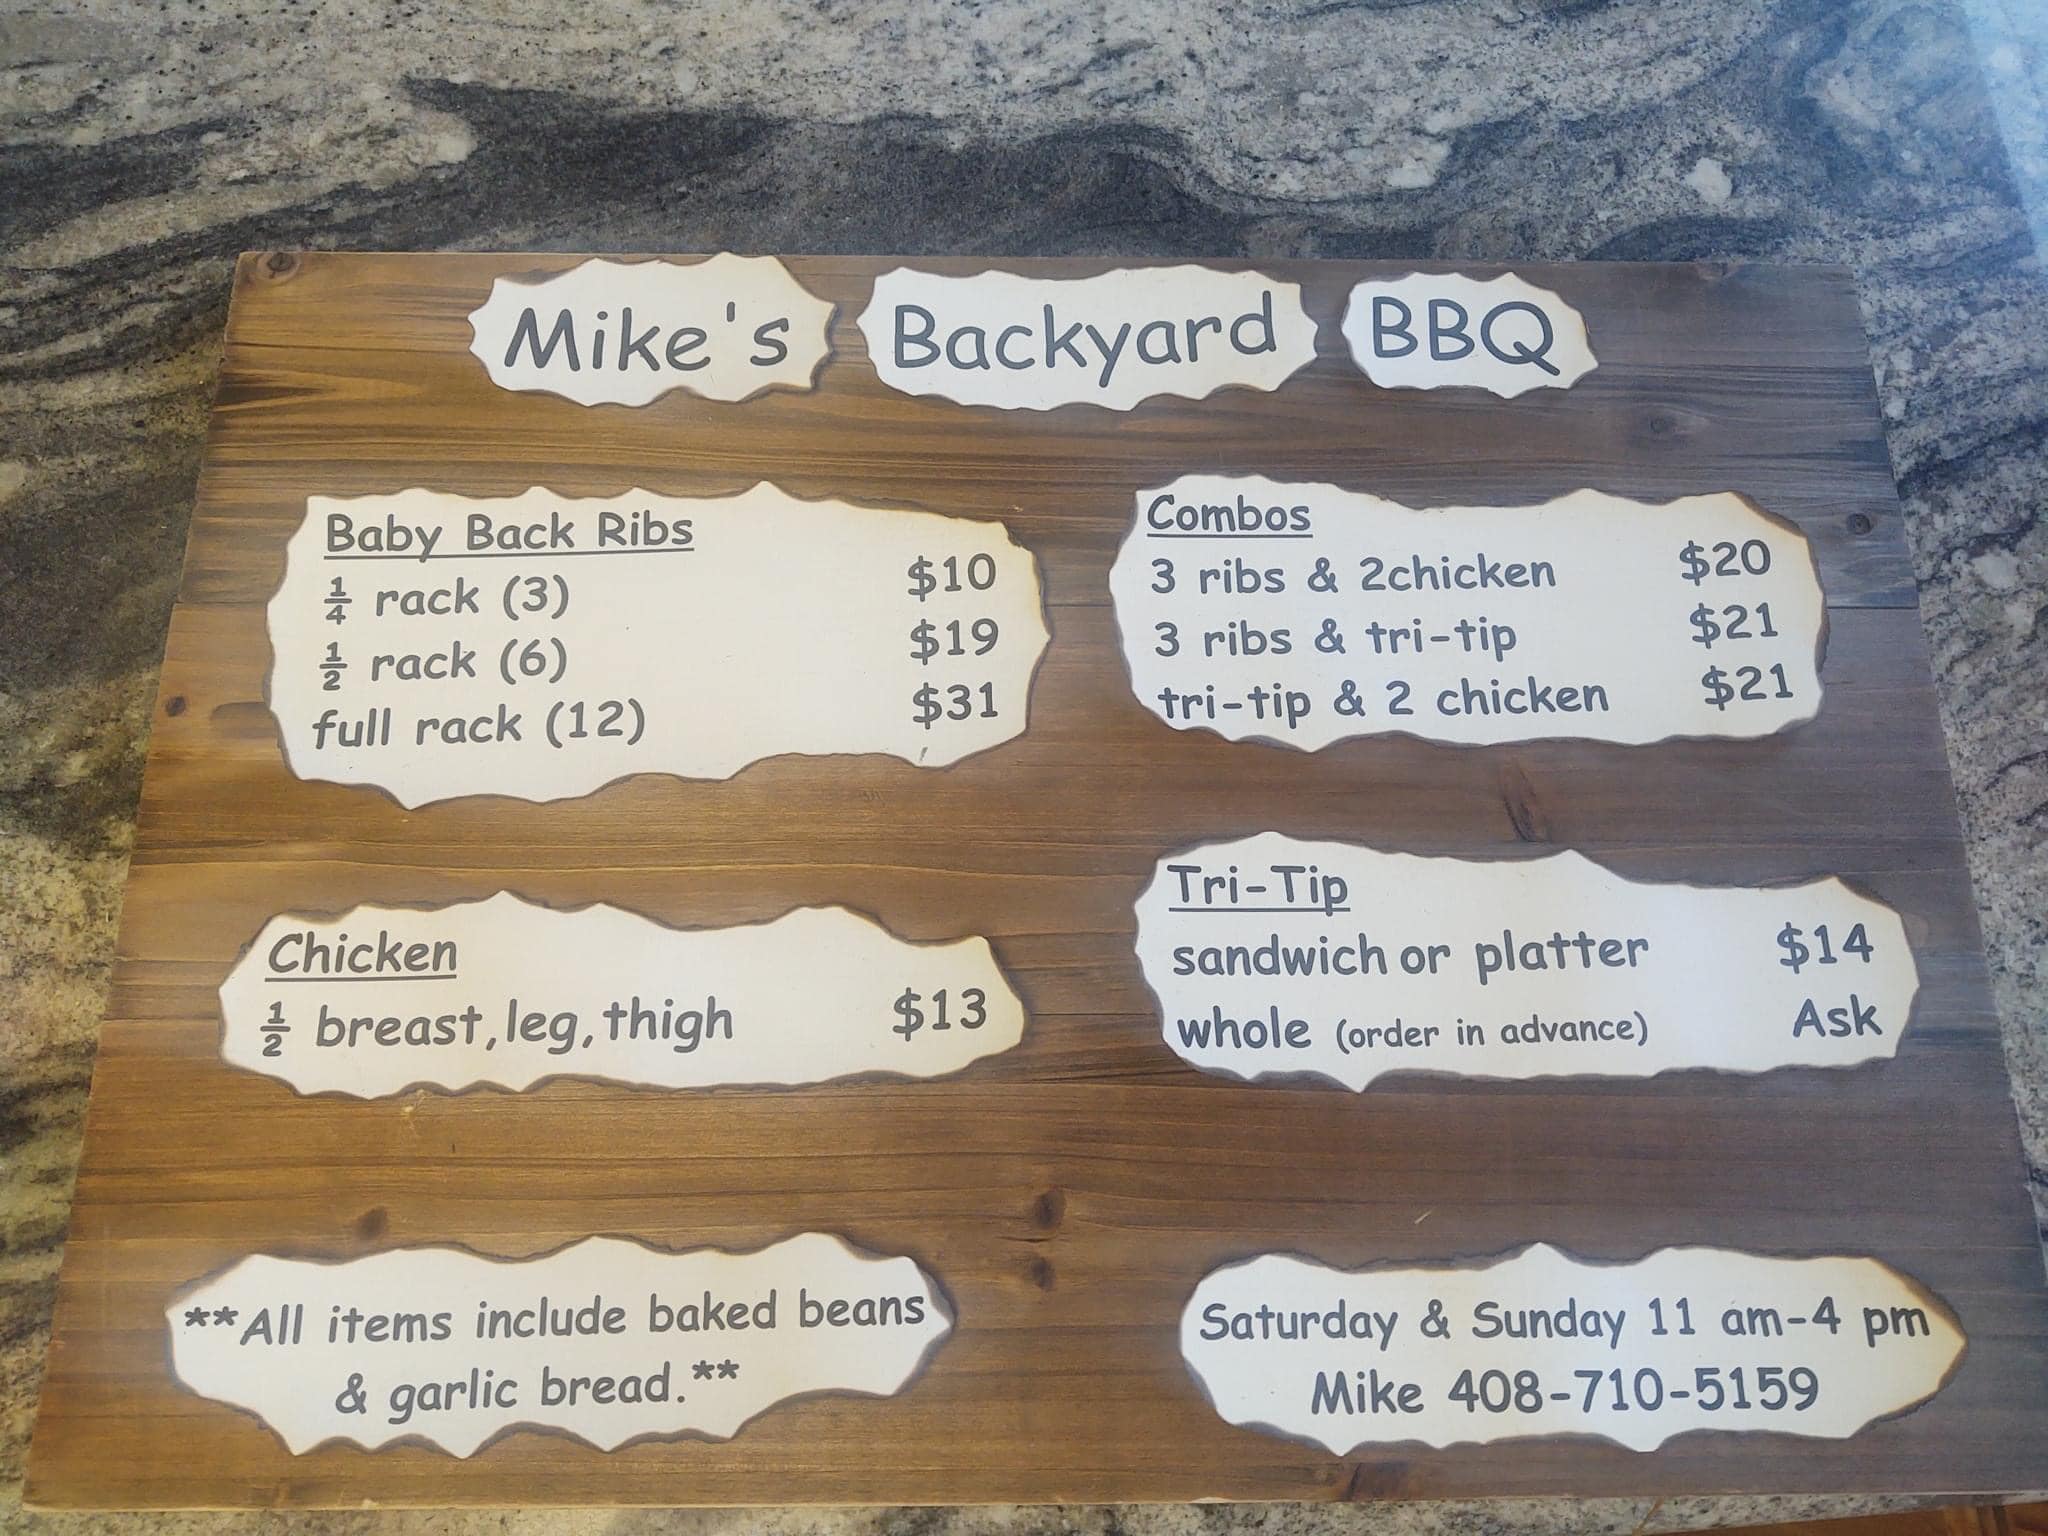 Mike's Backyard BBQ
Baby Back Ribs
1/4 rack (3) $10
1/2 rack (6) $19
full rack (12) $31
Combos
3 ribs & 2chicken $20
3 ribs & tri-tip $21
tri-tip & 2 chicken $21
Chicken
1/2 breast, leg, thigh $13
Tri-Tip
sandwich or platter $14
whole (order in advance) Ask
**All items include baked beans
& garlic bread.**
Saturday & Sunday 11 am-4 pm
Mike 408-710-5159